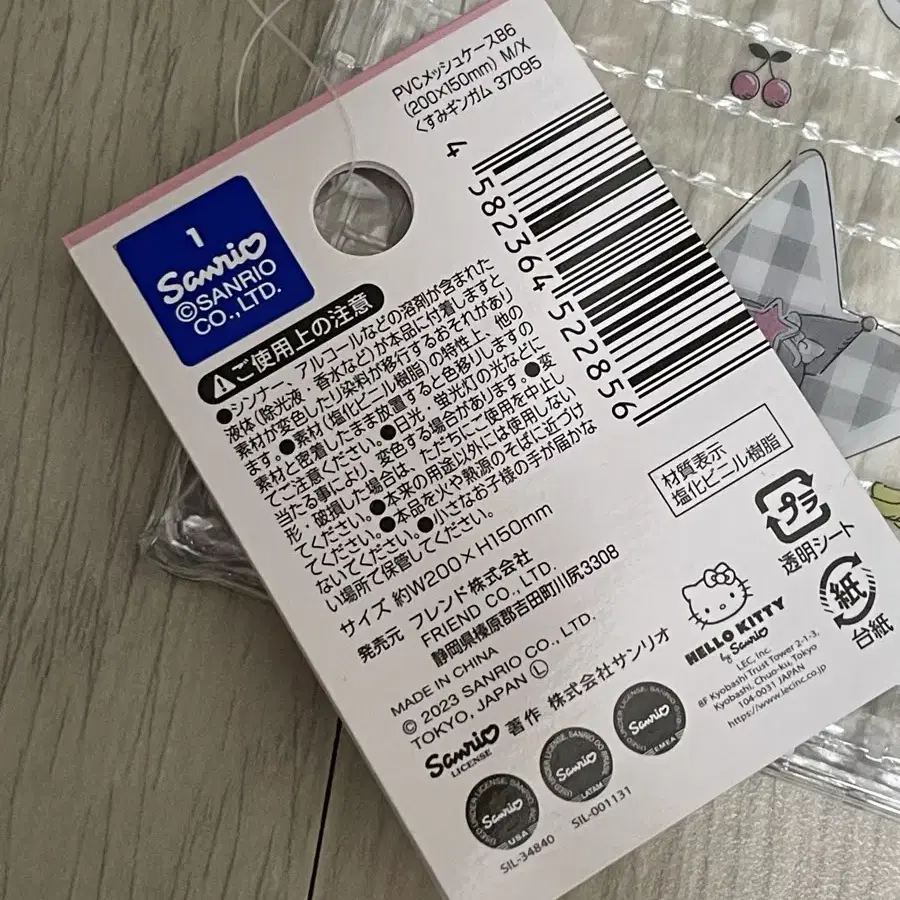 PVCメッシュケースB6
(200×150mm) M/X
くすみギンガム 37095
4 582364 522856
1
Sanrio
©SANRIO
CO.,LTD.
ご使用上の注意
●シンナー、アルコールなどの溶剤が含まれた
液体(除光液・香水など)が本品に付着しますと
素材が変色したり染料が移行するおそれがあり
ます。●素材(塩化ビニル樹脂)の特性上、他の
素材と密着したまま放置すると色移りしますの
でご注意ください。●日光・蛍光灯の光などに
当たる事により、変色する場合があります。●変
形・破損した場合は、ただちにご使用を中止し
てください。●本来の用途以外には使用しない
でください。●本品を火や熱源のそばに近づけ
ないでください。●小さなお子様の手が届かな
い場所で保管してください。
サイズ 約W200×H150mm
発売元 フレンド株式会社
FRIEND CO., LTD.
静岡県榛原郡吉田町川尻3308
MADE IN CHINA
© 2023 SANRIO CO., LTD.
TOKYO, JAPAN Ⓛ
Sanrio
LICENSE
著作 株式会社サンリオ
材質表示
塩化ビニル樹脂
プラ
透明シート
紙
台紙
HELLO KITTY
by Sanrio
LEC, Inc.
8F Kyobashi Trust Tower 2-1-3,
Kyobashi, Chuo-ku, Tokyo
104-0031 JAPAN
https://www.lecinc.co.jp
USED UNDER LICENSE.
Sanrio
USA
SIL-34840
USED UNDER LICENSE. SANRIO DO BRASIL
Sanrio
LATAM
SIL-001131
USED UNDER LICENSE.
Sanrio
EMEA